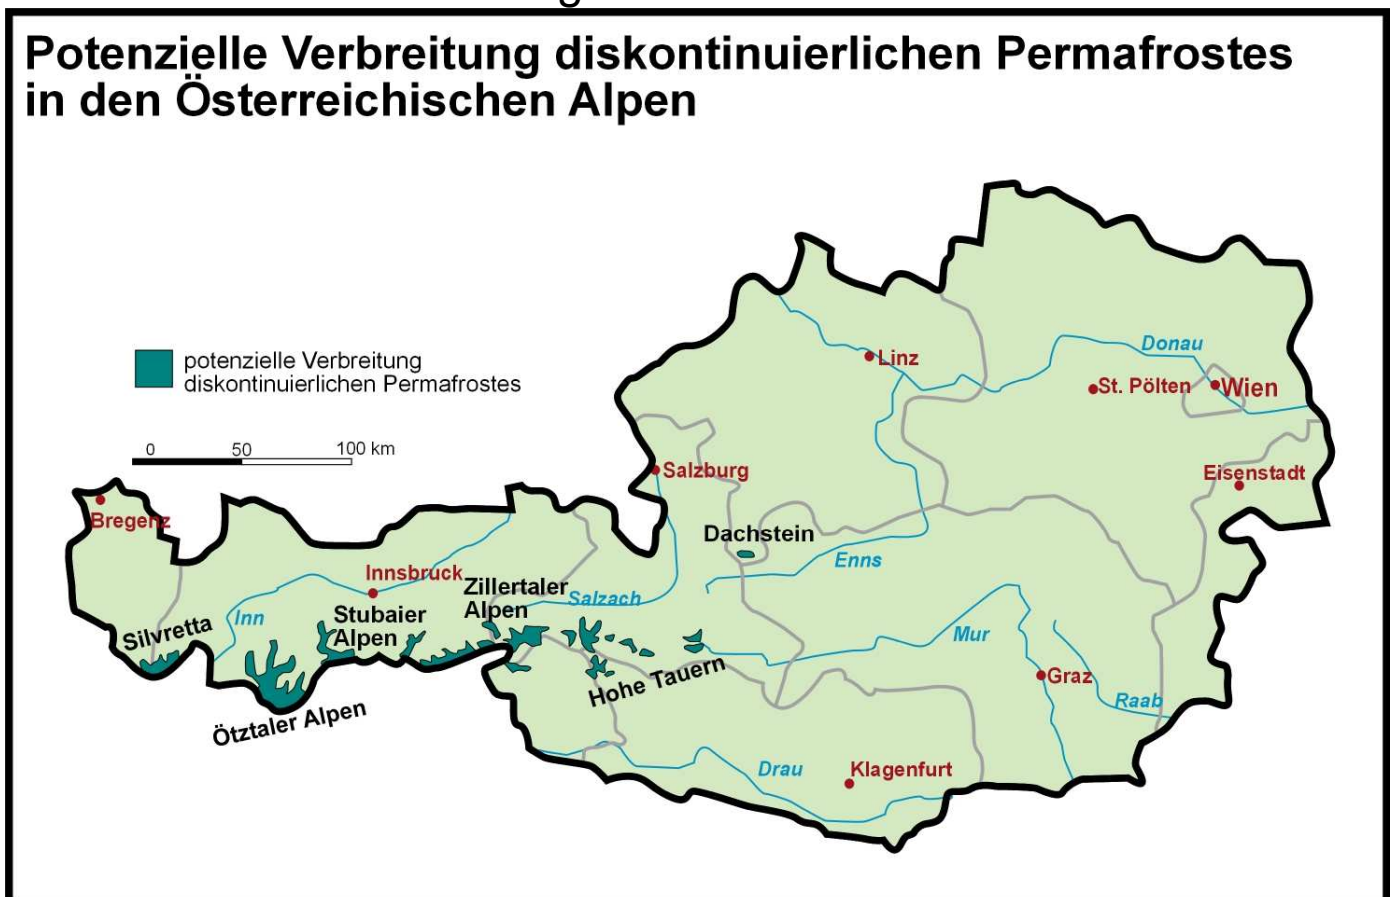 Potenzielle Verbreitung diskontinuierlichen Permafrostes
in den Österreichischen Alpen
Linz
Donau
St. Pölten
Wien
potenzielle Verbreitung
diskontinuierlichen Permafrostes
0 50 100 km
Salzburg
Eisenstadt
Bregenz
Dachstein
Enns
Innsbruck
Zillertaler
Alpen
Salzach
Inn
Stubaier
Alpen
Silvretta
Mur
Hohe Tauern
Graz
Raab
Ötztaler Alpen
Drau
Klagenfurt